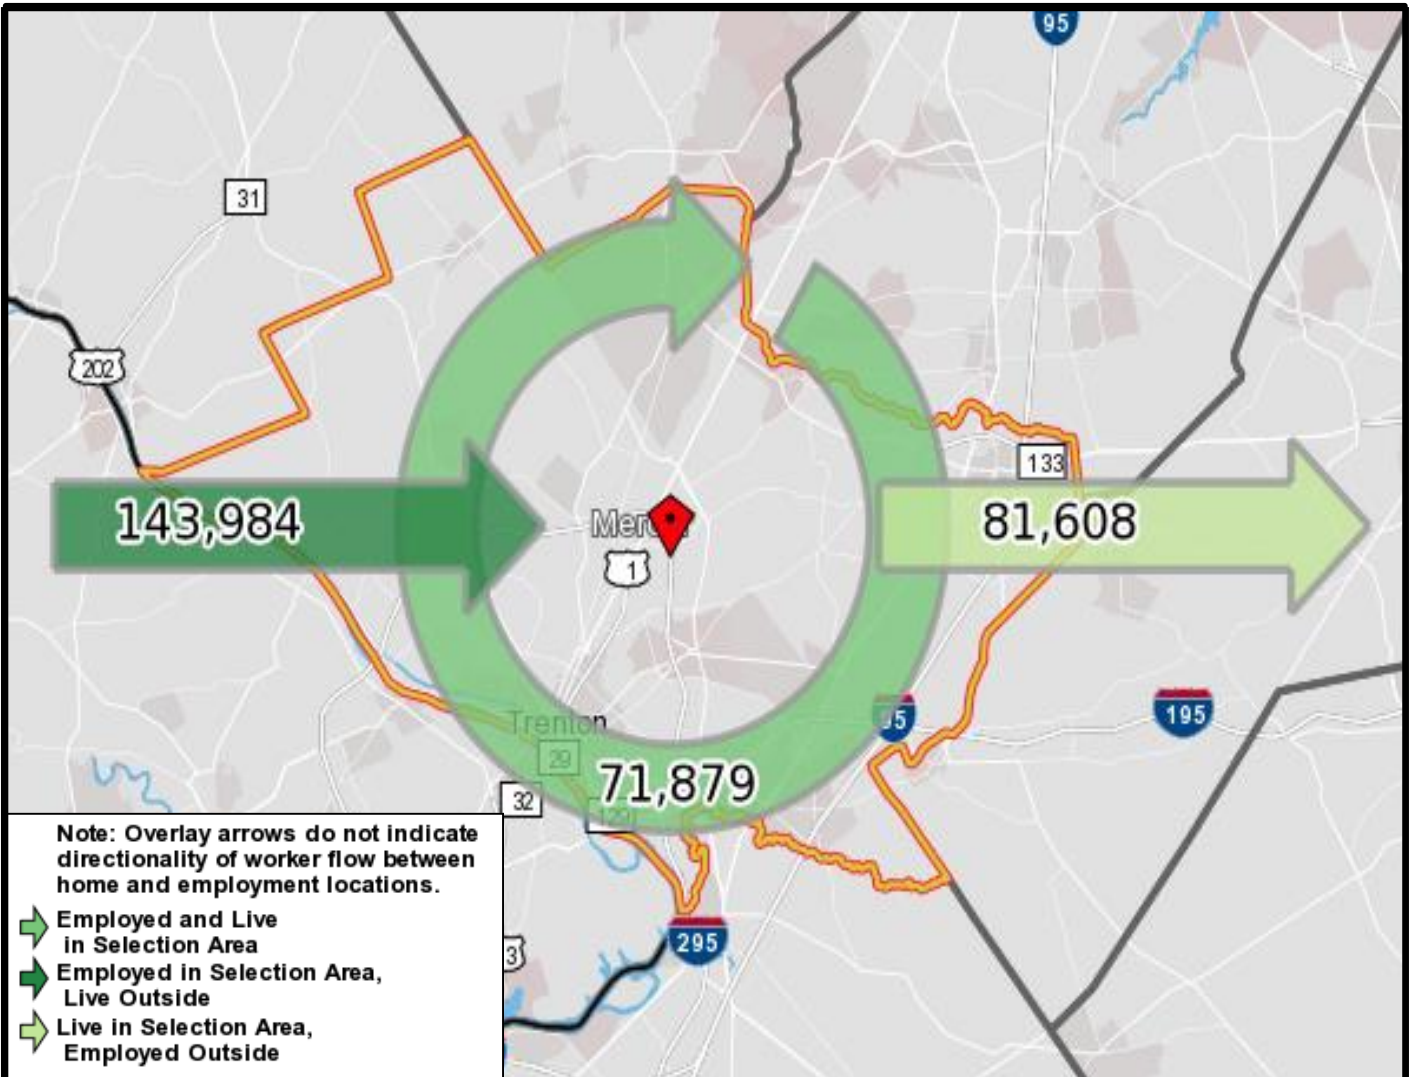 95
31
202
133
143,984
81,608
1
Trenton
29
95
195
71,879
32
129
295
3
Note: Overlay arrows do not indicate
directionality of worker flow between
home and employment locations.
Employed and Live
in Selection Area
Employed in Selection Area,
Live Outside
Live in Selection Area,
Employed Outside